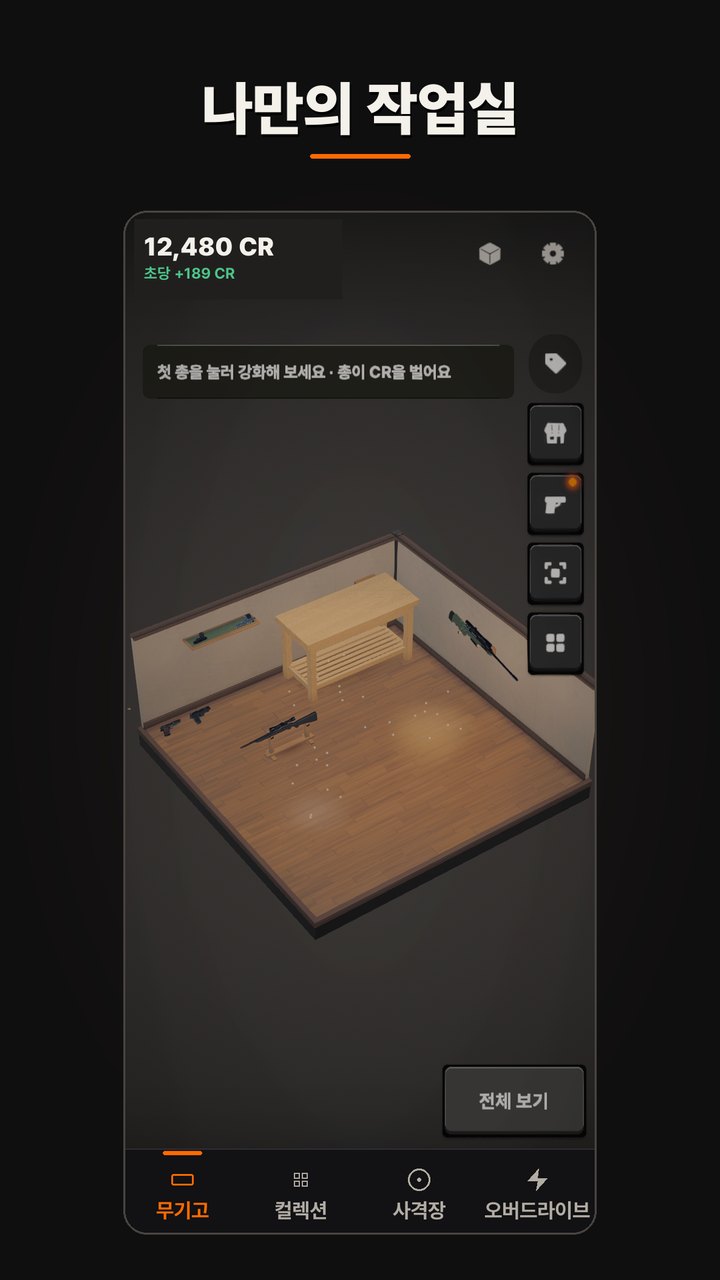 나만의 작업실
12,480 CR
초당 +189 CR
첫 총을 눌러 강화해 보세요 · 총이 CR을 벌어요
전체 보기
무기고
컬렉션
사격장
오버드라이브